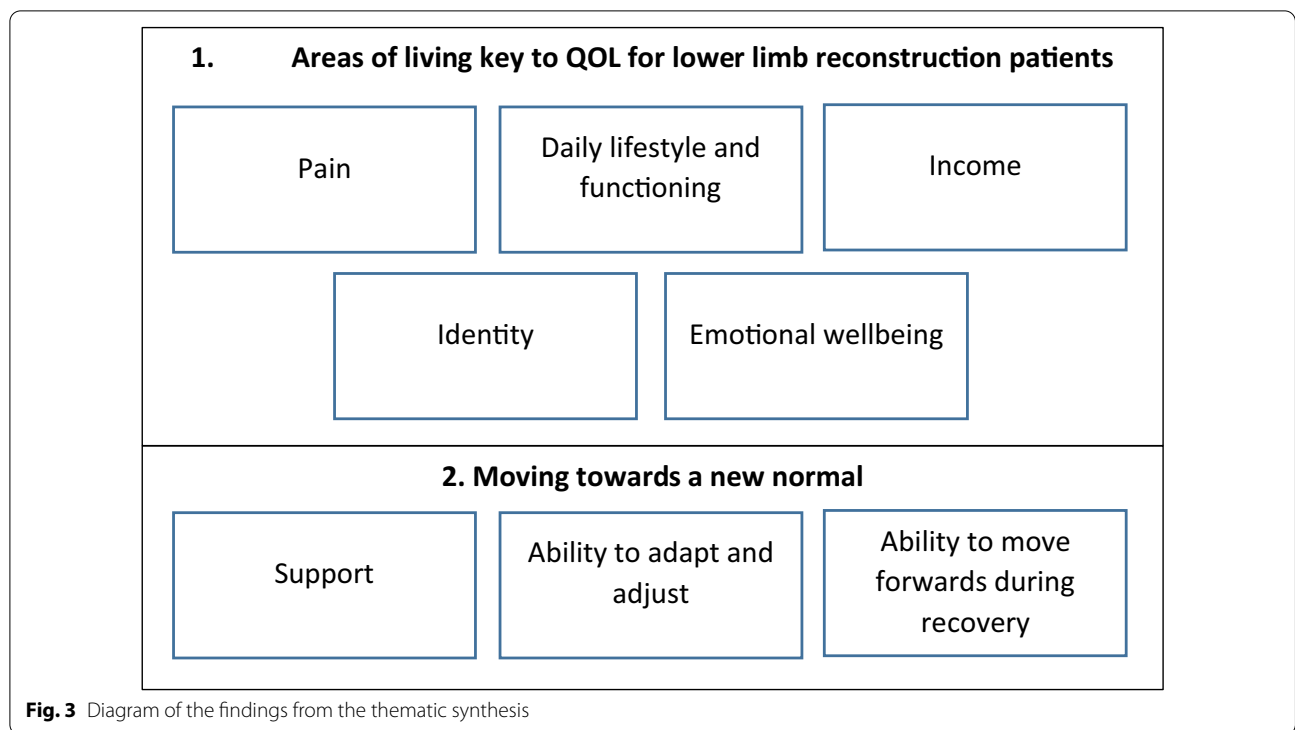 1. Areas of living key to QOL for lower limb reconstruction patients
Pain
Daily lifestyle and
functioning
Income
Identity
Emotional wellbeing
2. Moving towards a new normal
Support
Ability to adapt and
adjust
Ability to move
forwards during
recovery
Fig. 3 Diagram of the findings from the thematic synthesis